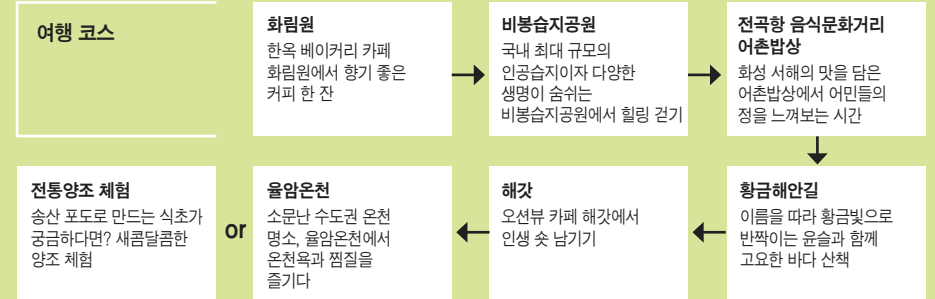 여행 코스
화림원
한옥 베이커리 카페
화림원에서 향기 좋은
커피 한 잔
비봉습지공원
국내 최대 규모의
인공습지이자 다양한
생명이 숨쉬는
비봉습지공원에서 힐링 걷기
전곡항 음식문화거리
어촌밥상
화성 서해의 맛을 담은
어촌밥상에서 어민들의
정을 느껴보는 시간
황금해안길
이름을 따라 황금빛으로
반짝이는 윤슬과 함께
고요한 바다 산책
해갓
오션뷰 카페 해갓에서
인생 숏 남기기
율암온천
소문난 수도권 온천
명소, 율암온천에서
온천욕과 찜질을
즐기다
or
전통양조 체험
송산 포도로 만드는 식초가
궁금하다면? 새콤달콤한
양조 체험